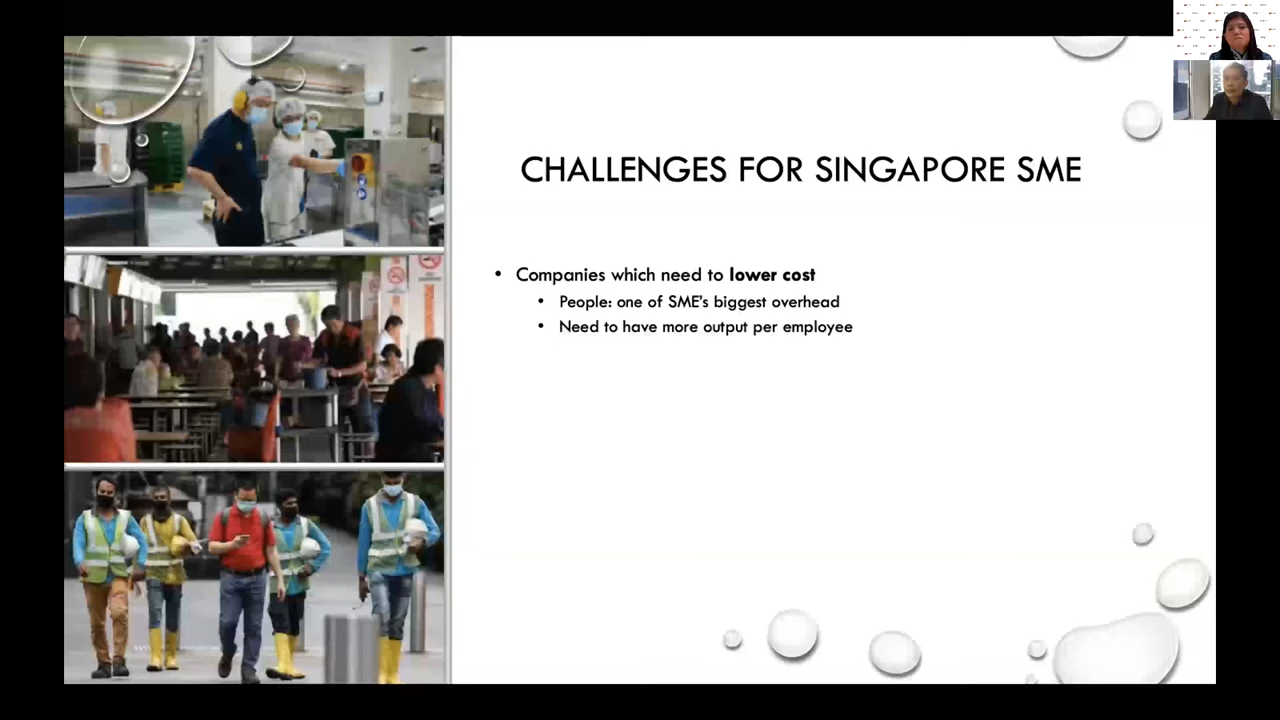 CHALLENGES FOR SINGAPORE SME
• Companies which need to lower cost
• People: one of SME's biggest overhead
• Need to have more output per employee